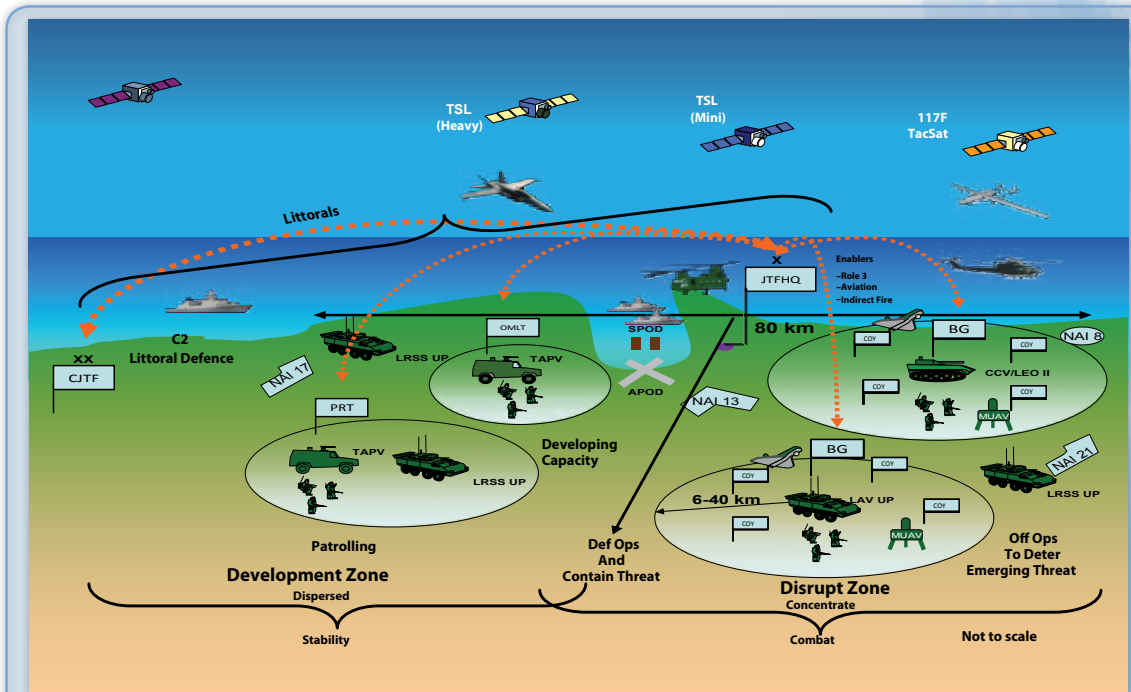 TSL
(Heavy)
TSL
(Mini)
117F
TacSat
Littorals
X
JTFHQ
Enablers
–Role 3
–Aviation
–Indirect Fire
C2
Littoral Defence
XX
CJTF
LRSS UP
NAI 17
OMLT
TAPV
SPOD
APOD
80 km
NAI 13
BG
COY
COY
NAI 8
CCV/LEO II
COY
COY
MUAV
PRT
TAPV
LRSS UP
Developing
Capacity
BG
COY
COY
6-40 km
LAV UP
COY
COY
MUAV
NAI 21
LRSS UP
Patrolling
Def Ops
And
Contain Threat
Off Ops
To Deter
Emerging Threat
Development Zone
Dispersed
Disrupt Zone
Concentrate
Stability
Combat
Not to scale